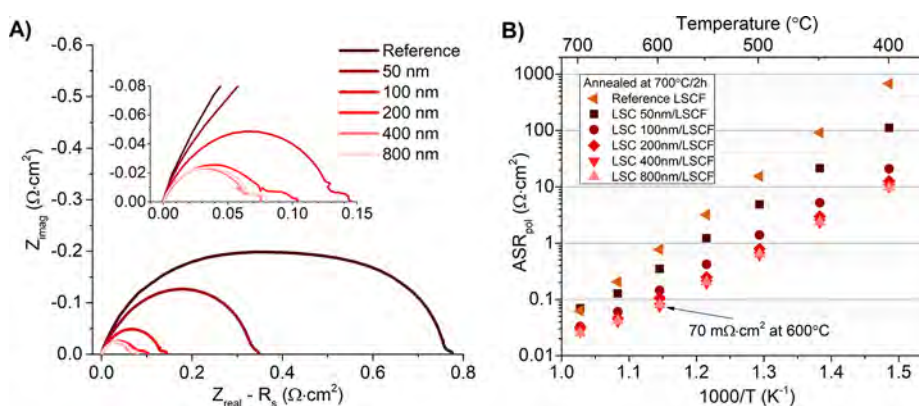 A)
-0.6
-0.5
-0.4
-0.3
-0.2
-0.1
0.0
Z_imag (Ω·cm²)
0.0 0.2 0.4 0.6 0.8
Z_real - R_s (Ω·cm²)
-0.08
-0.06
-0.04
-0.02
0.00
0.00 0.05 0.10 0.15
Reference
50 nm
100 nm
200 nm
400 nm
800 nm
B)
Temperature (°C)
700 600 500 400
1000
100
10
1
0.1
0.01
ASR_pol (Ω·cm²)
Annealed at 700°C/2h
Reference LSCF
LSC 50nm/LSCF
LSC 100nm/LSCF
LSC 200nm/LSCF
LSC 400nm/LSCF
LSC 800nm/LSCF
70 mΩ·cm² at 600°C
1.0 1.1 1.2 1.3 1.4 1.5
1000/T (K⁻¹)